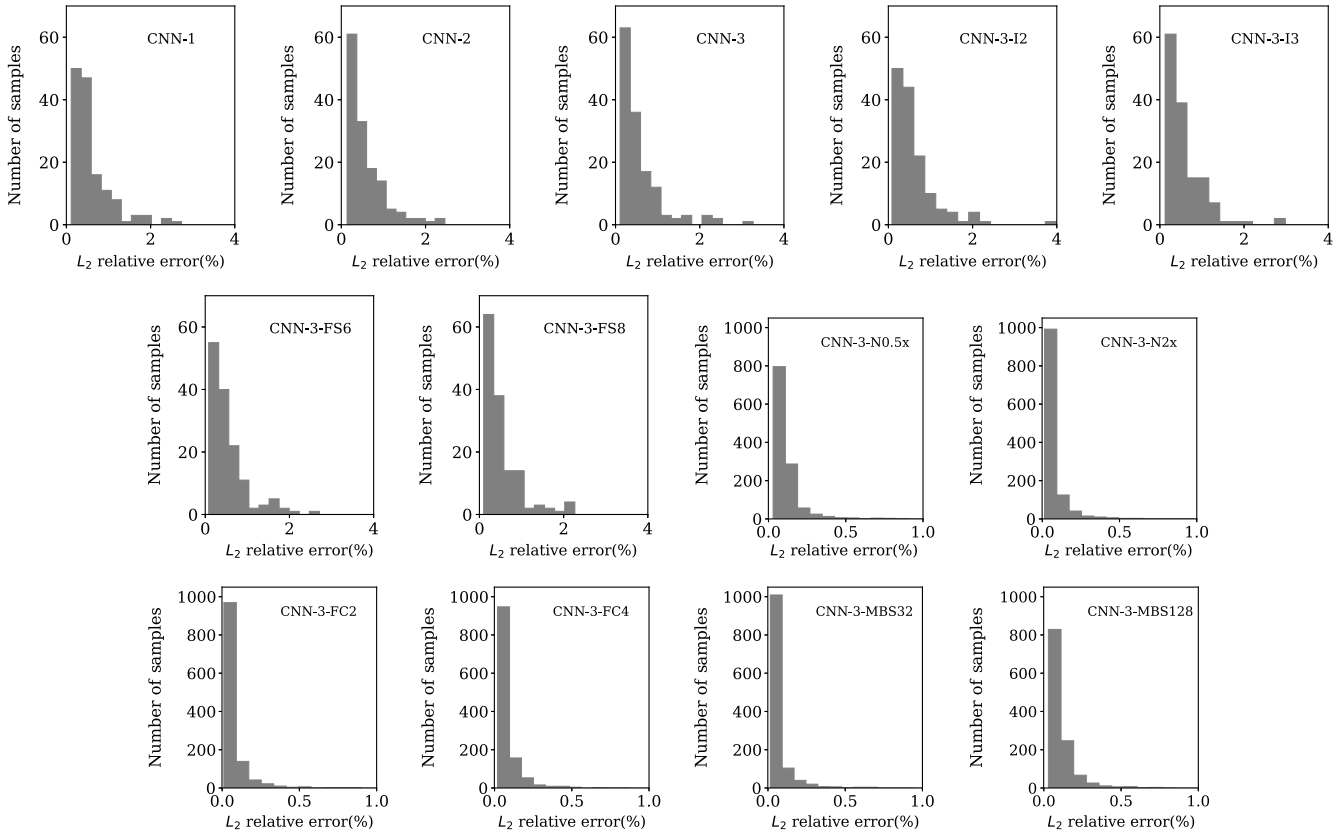 CNN-1
Number of samples
60
40
20
0
0
2
4
L₂ relative error(%)
CNN-2
Number of samples
60
40
20
0
0
2
4
L₂ relative error(%)
CNN-3
Number of samples
60
40
20
0
0
2
4
L₂ relative error(%)
CNN-3-I2
Number of samples
60
40
20
0
0
2
4
L₂ relative error(%)
CNN-3-I3
Number of samples
60
40
20
0
0
2
4
L₂ relative error(%)
CNN-3-FS6
Number of samples
60
40
20
0
0
2
4
L₂ relative error(%)
CNN-3-FS8
Number of samples
60
40
20
0
0
2
4
L₂ relative error(%)
CNN-3-N0.5x
Number of samples
1000
800
600
400
200
0
0.0
0.5
1.0
L₂ relative error(%)
CNN-3-N2x
Number of samples
1000
800
600
400
200
0
0.0
0.5
1.0
L₂ relative error(%)
CNN-3-FC2
Number of samples
1000
800
600
400
200
0
0.0
0.5
1.0
L₂ relative error(%)
CNN-3-FC4
Number of samples
1000
800
600
400
200
0
0.0
0.5
1.0
L₂ relative error(%)
CNN-3-MBS32
Number of samples
1000
800
600
400
200
0
0.0
0.5
1.0
L₂ relative error(%)
CNN-3-MBS128
Number of samples
1000
800
600
400
200
0
0.0
0.5
1.0
L₂ relative error(%)